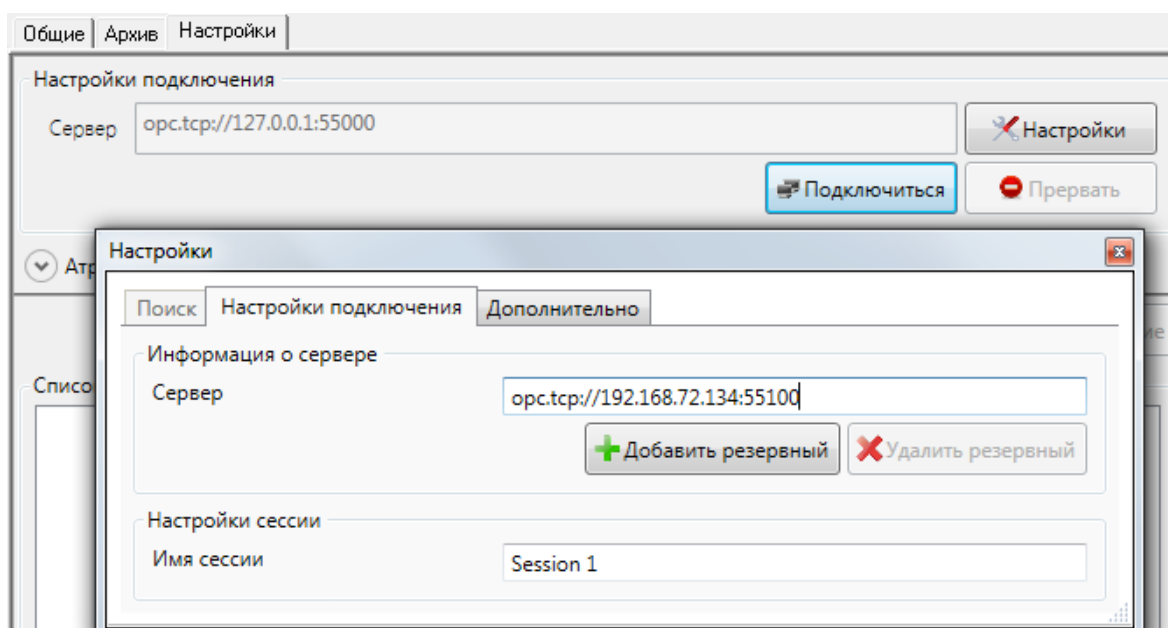 Общие Архив Настройки
Настройки подключения
Сервер opc.tcp://127.0.0.1:55000 Настройки
Подключиться Прервать
Настройки
Поиск Настройки подключения Дополнительно
Информация о сервере
Сервер opc.tcp://192.168.72.134:55100
Добавить резервный Удалить резервный
Настройки сессии
Имя сессии Session 1